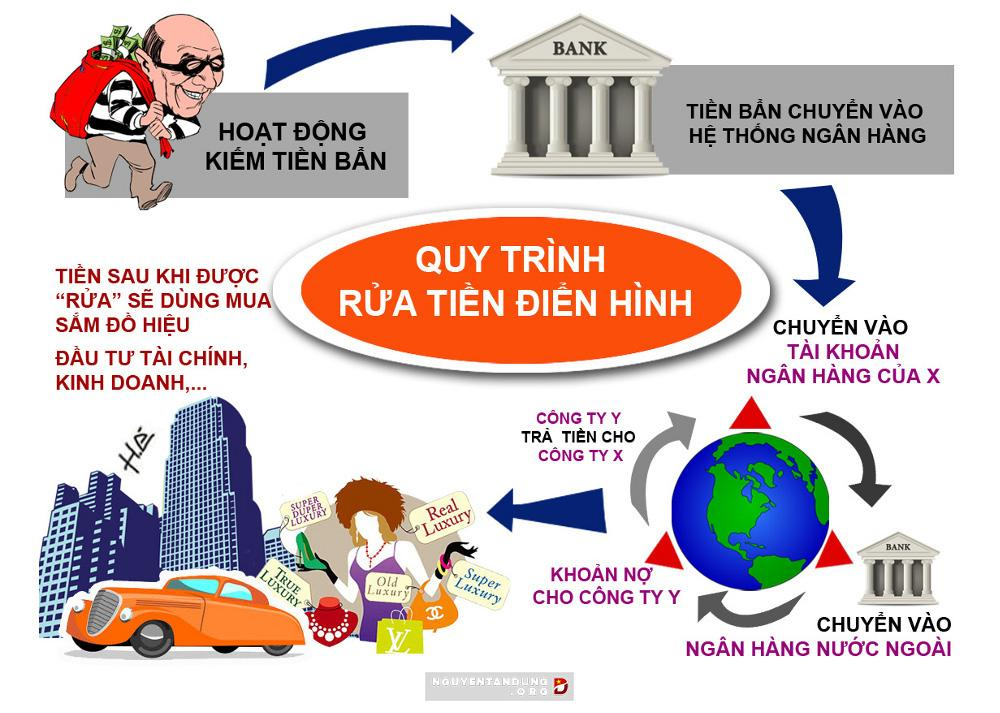 HOẠT ĐỘNG
KIẾM TIỀN BẨN
BANK
TIỀN BẨN CHUYỂN VÀO
HỆ THỐNG NGÂN HÀNG
QUY TRÌNH
RỬA TIỀN ĐIỂN HÌNH
CHUYỂN VÀO
TÀI KHOẢN
NGÂN HÀNG CỦA X
BANK
CHUYỂN VÀO
NGÂN HÀNG NƯỚC NGOÀI
KHOẢN NỢ
CHO CÔNG TY Y
CÔNG TY Y
TRẢ TIỀN CHO
CÔNG TY X
TIỀN SAU KHI ĐƯỢC
“RỬA” SẼ DÙNG MUA
SẮM ĐỒ HIỆU
ĐẦU TƯ TÀI CHÍNH,
KINH DOANH,...
SUPER
DUPER
LUXURY
Real
Luxury
TRUE
LUXURY
Old
Luxury
Super
Luxury
LV
NGUYENTANDUNG
.ORG